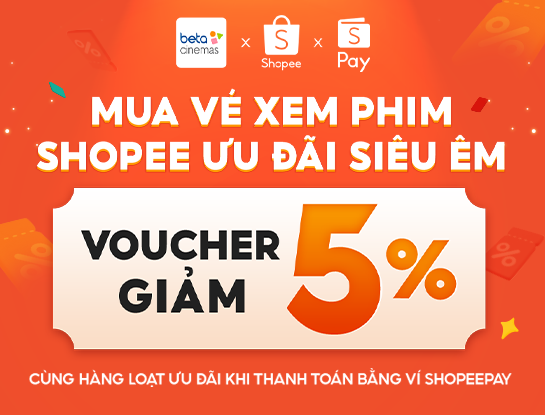 beta cinemas x Shopee x S Pay
MUA VÉ XEM PHIM
SHOPEE ƯU ĐÃI SIÊU ÊM
VOUCHER
GIẢM
5%
CÙNG HÀNG LOẠT ƯU ĐÃI KHI THANH TOÁN BẰNG VÍ SHOPEEPAY